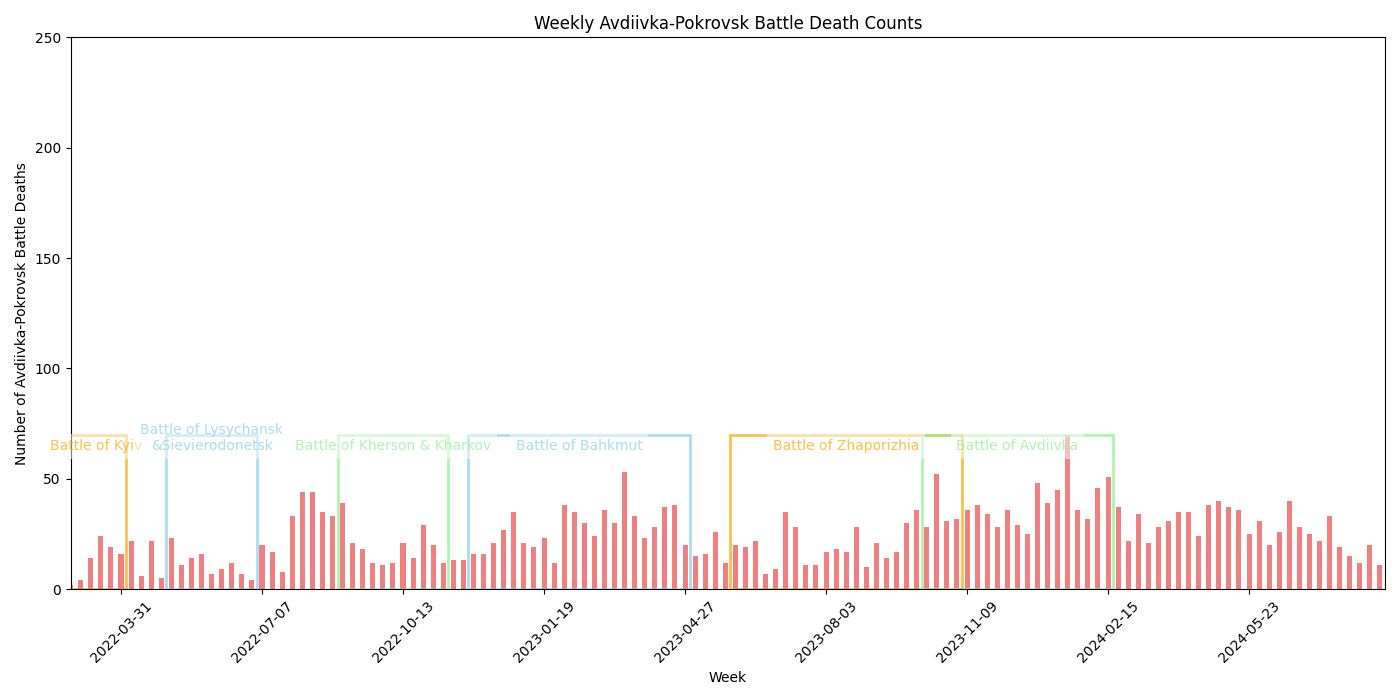 Weekly Avdiivka-Pokrovsk Battle Death Counts
Number of Avdiivka-Pokrovsk Battle Deaths
250
200
150
100
50
0
Battle of Kyiv
Battle of Lysychansk
&Sievierodonetsk
Battle of Kherson & Kharkov
Battle of Bahkmut
Battle of Zhaporizhia
Battle of Avdiivka
2022-03-31
2022-07-07
2022-10-13
2023-01-19
2023-04-27
2023-08-03
2023-11-09
2024-02-15
2024-05-23
Week